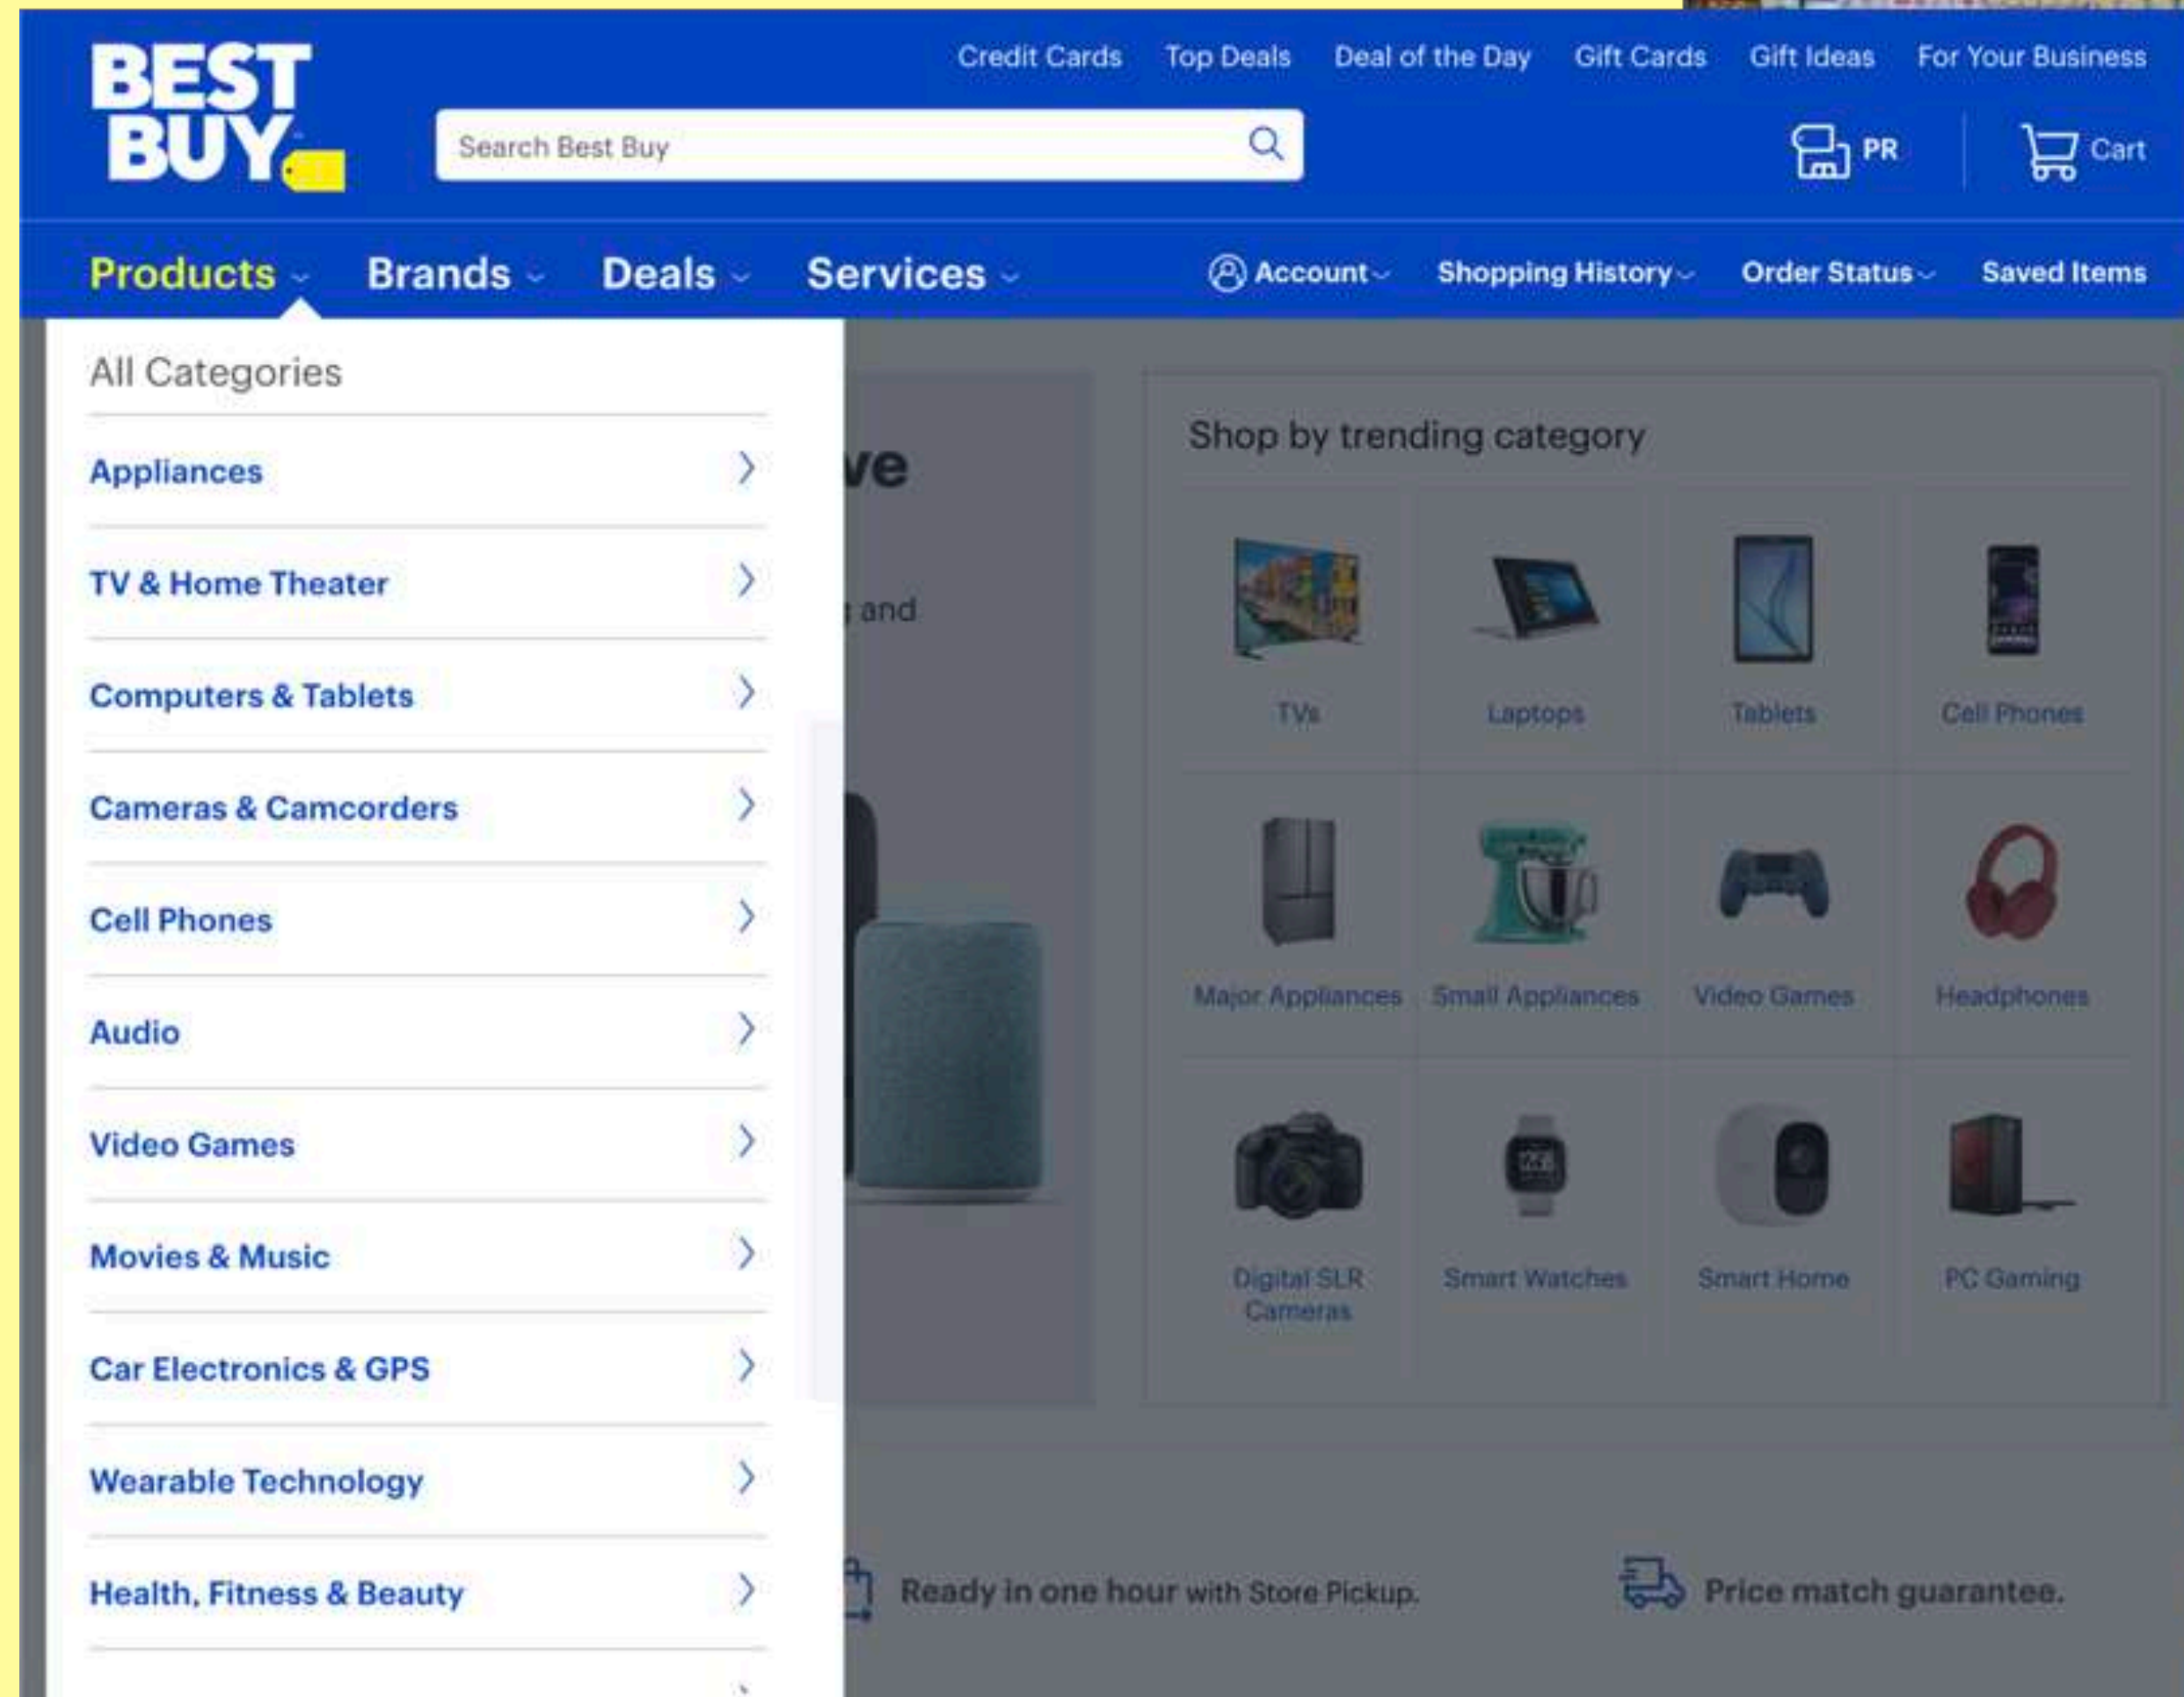 BEST
BUY
Credit Cards Top Deals Deal of the Day Gift Cards Gift Ideas For Your Business
Search Best Buy
PR
Cart
Products Brands Deals Services Account Shopping History Order Status Saved Items
All Categories
Appliances
TV & Home Theater
Computers & Tablets
Cameras & Camcorders
Cell Phones
Audio
Video Games
Movies & Music
Car Electronics & GPS
Wearable Technology
Health, Fitness & Beauty
ve
and
Shop by trending category
TVs Laptops Tablets Cell Phones
Major Appliances Small Appliances Video Games Headphones
Digital SLR Smart Watches Smart Home PC Gaming
Cameras
Ready in one hour with Store Pickup. Price match guarantee.